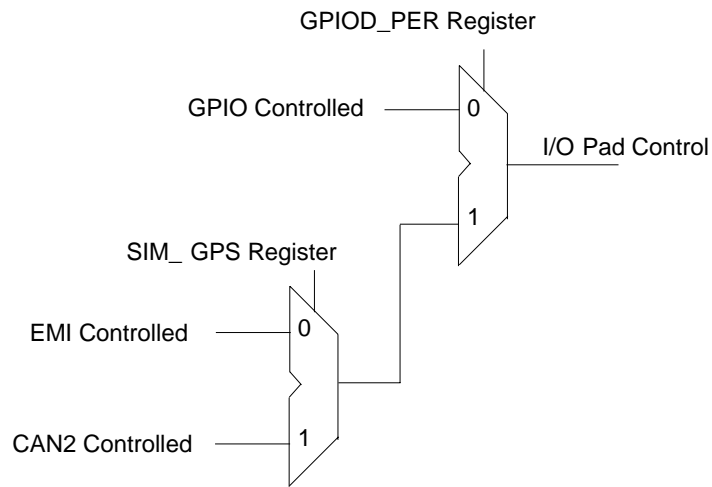 GPIOD_PER Register
GPIO Controlled
0
I/O Pad Control
1
SIM_ GPS Register
EMI Controlled
0
CAN2 Controlled
1